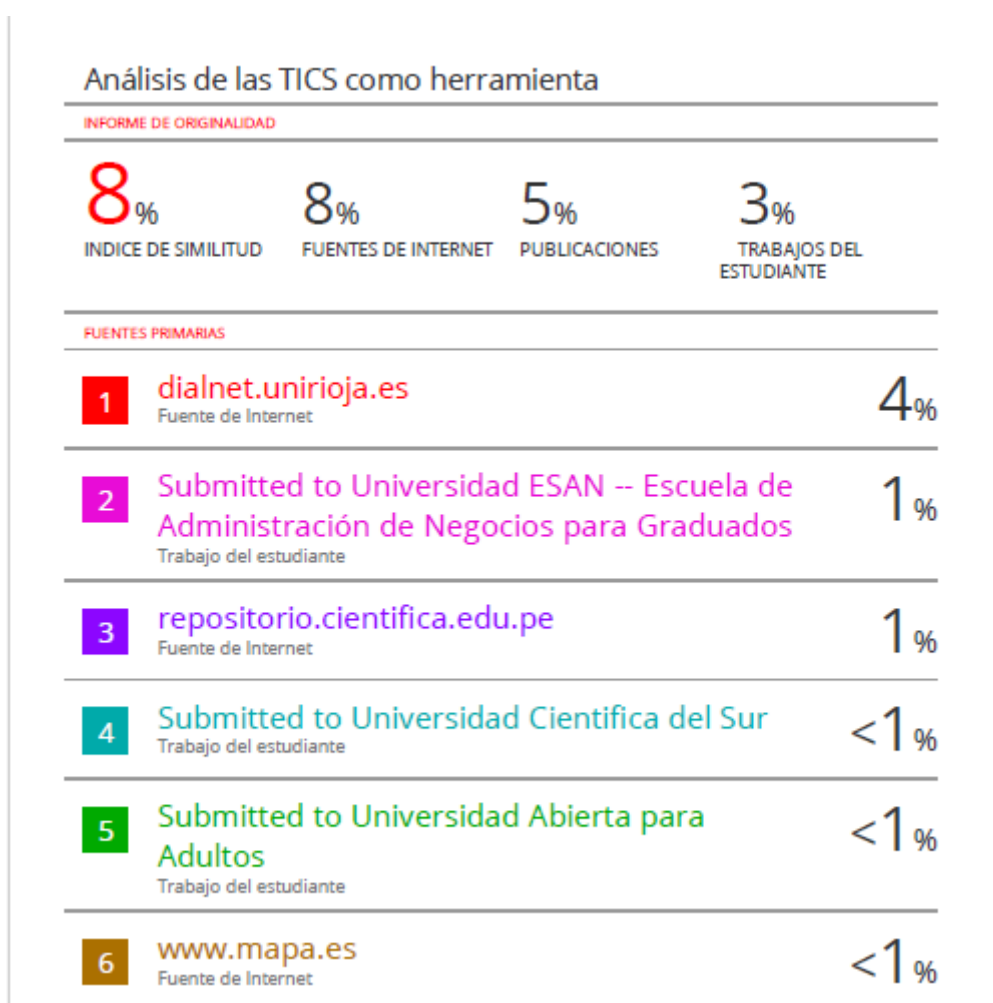 Análisis de las TICS como herramienta
INFORME DE ORIGINALIDAD
8%
8%
5%
3%
INDICE DE SIMILITUD
FUENTES DE INTERNET
PUBLICACIONES
TRABAJOS DEL
ESTUDIANTE
FUENTES PRIMARIAS
1
dialnet.unirioja.es
Fuente de Internet
4%
2
Submitted to Universidad ESAN -- Escuela de
Administración de Negocios para Graduados
Trabajo del estudiante
1%
3
repositorio.cientifica.edu.pe
Fuente de Internet
1%
4
Submitted to Universidad Cientifica del Sur
Trabajo del estudiante
<1%
5
Submitted to Universidad Abierta para
Adultos
Trabajo del estudiante
<1%
6
www.mapa.es
Fuente de Internet
<1%